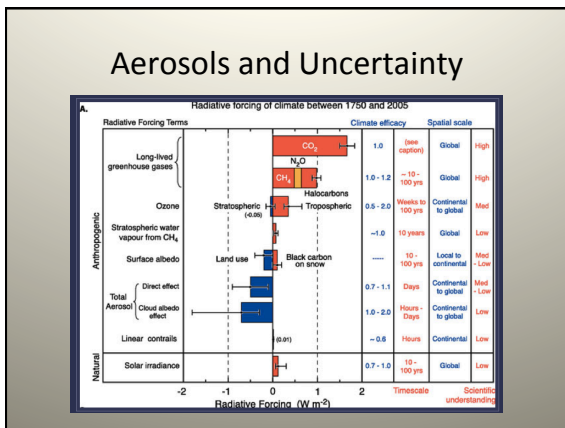 Aerosols and Uncertainty
A.
Radiative forcing of climate between 1750 and 2005
Radiative Forcing Terms
Climate efficacy
Spatial scale
Long-lived
greenhouse gases
CO2
1.0
(see
caption)
Global
High
N2O
CH4
Halocarbons
1.0 - 1.2
~ 10 -
100 yrs
Global
High
Ozone
Stratospheric
(-0.05)
Tropospheric
0.5 - 2.0
Weeks to
100 yrs
Continental
to global
Med
Stratospheric water
vapour from CH4
~1.0
10 years
Global
Low
Surface albedo
Land use
Black carbon
on snow
-----
10 -
100 yrs
Local to
continental
Med
- Low
Total
Aerosol
Direct effect
0.7 - 1.1
Days
Continental
to global
Med
- Low
Cloud albedo
effect
1.0 - 2.0
Hours -
Days
Continental
to global
Low
Linear contrails
(0.01)
~ 0.6
Hours
Continental
Low
Solar irradiance
0.7 - 1.0
10 -
100 yrs
Global
Low
Anthropogenic
Natural
-2
-1
0
1
2
Timescale
Scientific
understanding
Radiative Forcing (W m-2)